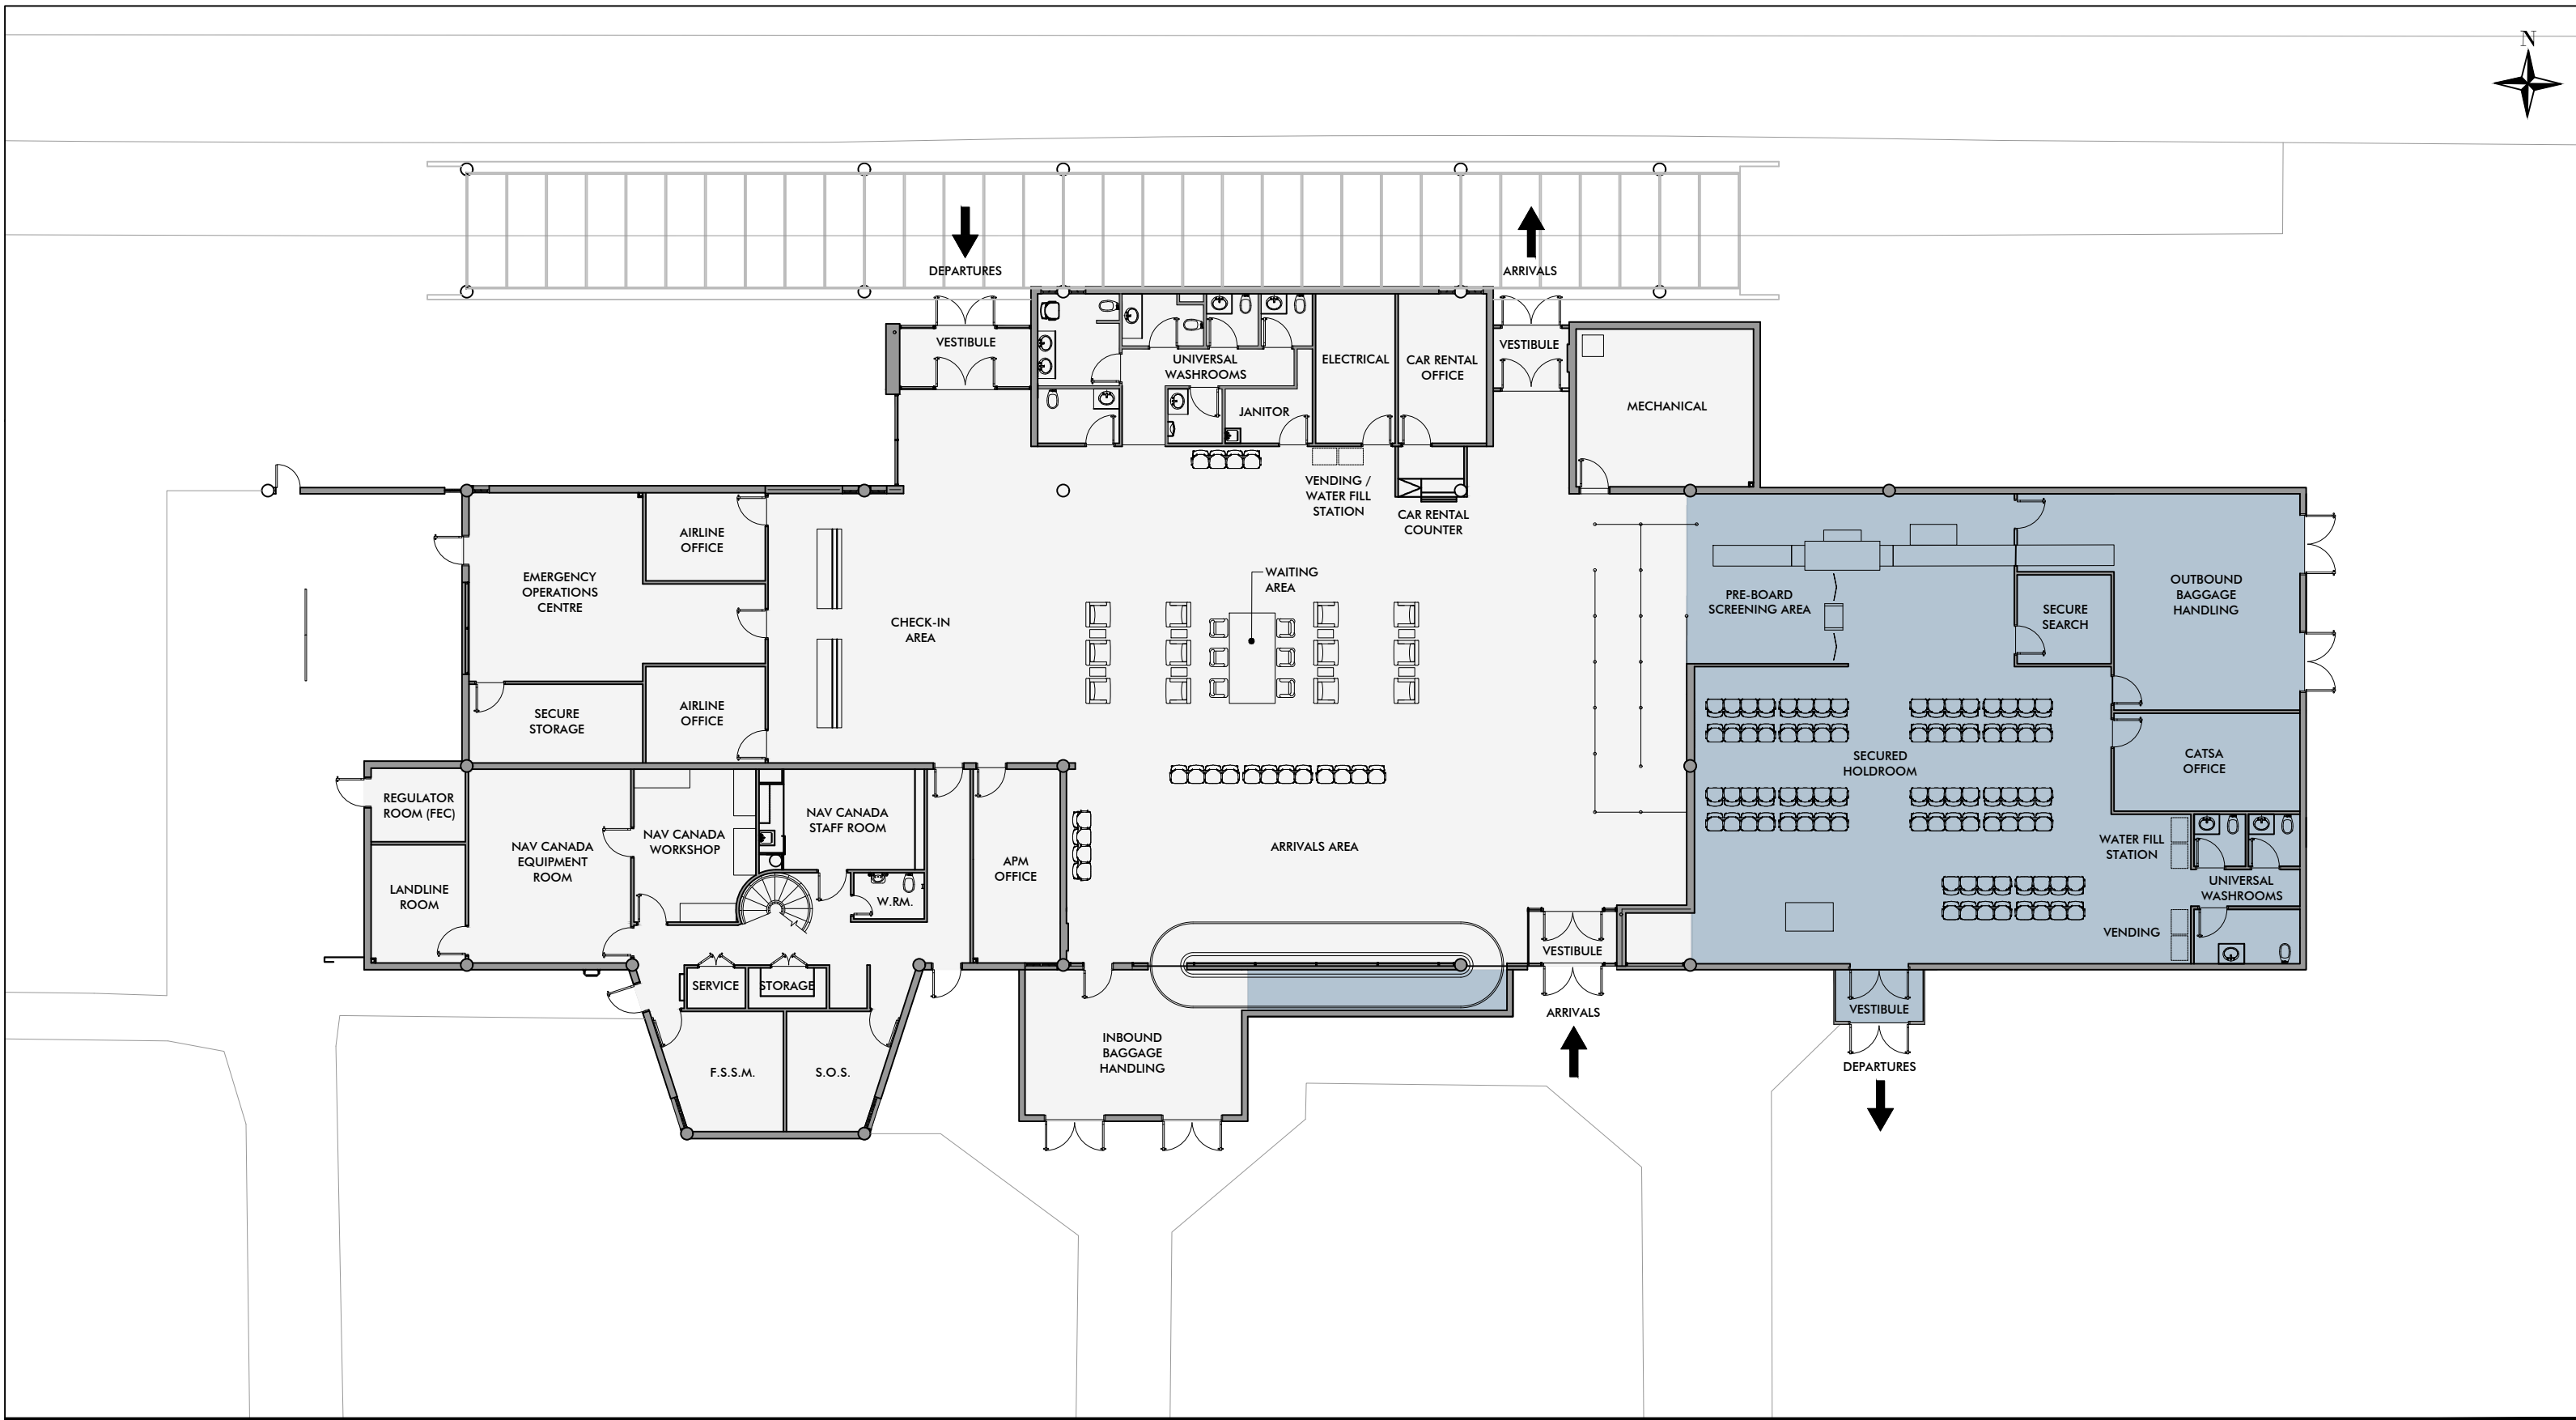 N
DEPARTURES
ARRIVALS
VESTIBULE
UNIVERSAL
WASHROOMS
ELECTRICAL
CAR RENTAL
OFFICE
VESTIBULE
JANITOR
MECHANICAL
VENDING /
WATER FILL
STATION
CAR RENTAL
COUNTER
AIRLINE
OFFICE
EMERGENCY
OPERATIONS
CENTRE
CHECK-IN
AREA
WAITING
AREA
PRE-BOARD
SCREENING AREA
SECURE
SEARCH
OUTBOUND
BAGGAGE
HANDLING
SECURE
STORAGE
AIRLINE
OFFICE
SECURED
HOLDROOM
CATSA
OFFICE
REGULATOR
ROOM (FEC)
NAV CANADA
EQUIPMENT
ROOM
NAV CANADA
WORKSHOP
NAV CANADA
STAFF ROOM
APM
OFFICE
ARRIVALS AREA
WATER FILL
STATION
LANDLINE
ROOM
W.RM.
UNIVERSAL
WASHROOMS
VENDING
VESTIBULE
SERVICE
STORAGE
ARRIVALS
VESTIBULE
INBOUND
BAGGAGE
HANDLING
F.S.S.M.
S.O.S.
DEPARTURES